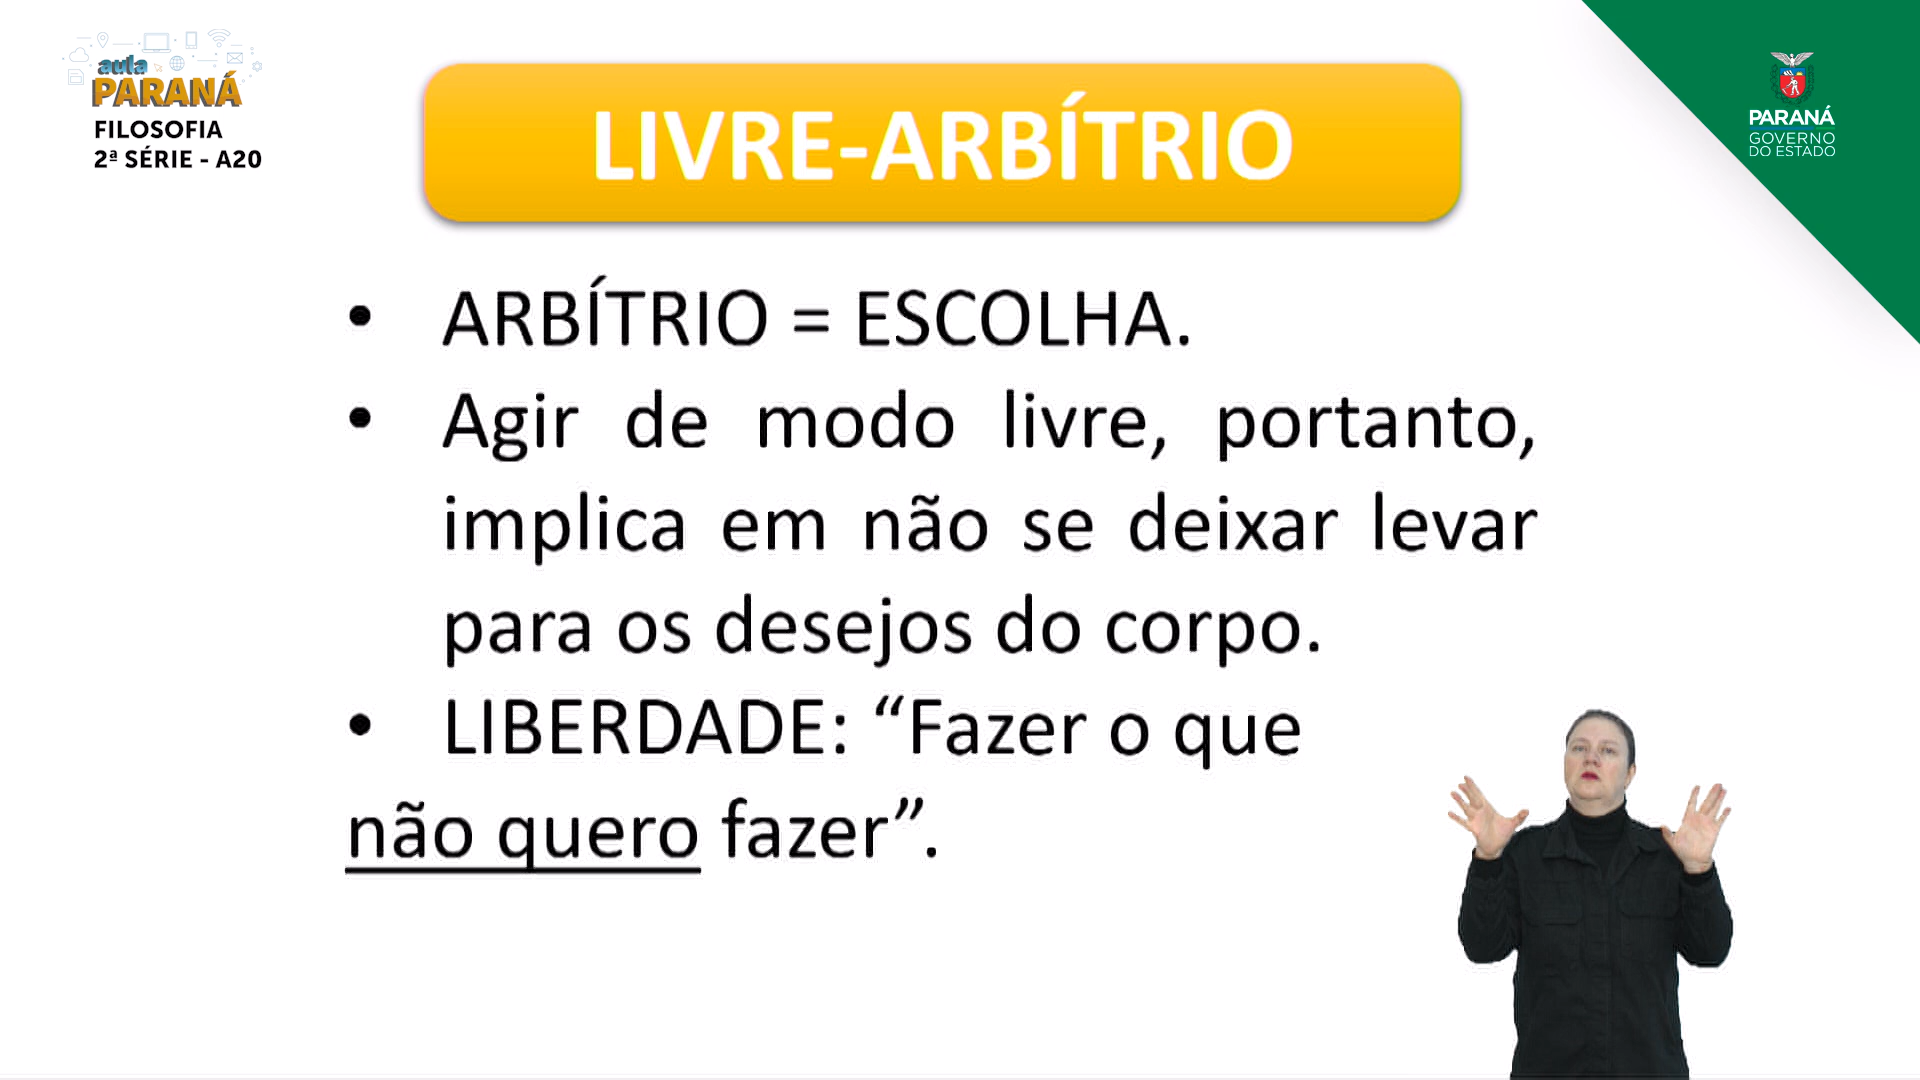 aula
PARANÁ
FILOSOFIA
2ª SÉRIE - A20
LIVRE-ARBÍTRIO
PARANÁ
GOVERNO
DO ESTADO
• ARBÍTRIO = ESCOLHA.
• Agir de modo livre, portanto,
implica em não se deixar levar
para os desejos do corpo.
• LIBERDADE: “Fazer o que
não quero fazer”.